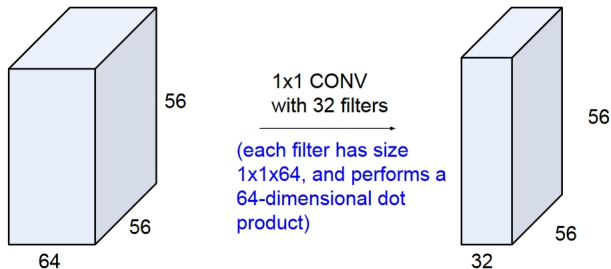 56
56
64
1x1 CONV
with 32 filters
(each filter has size
1x1x64, and performs a
64-dimensional dot
product)
56
56
32